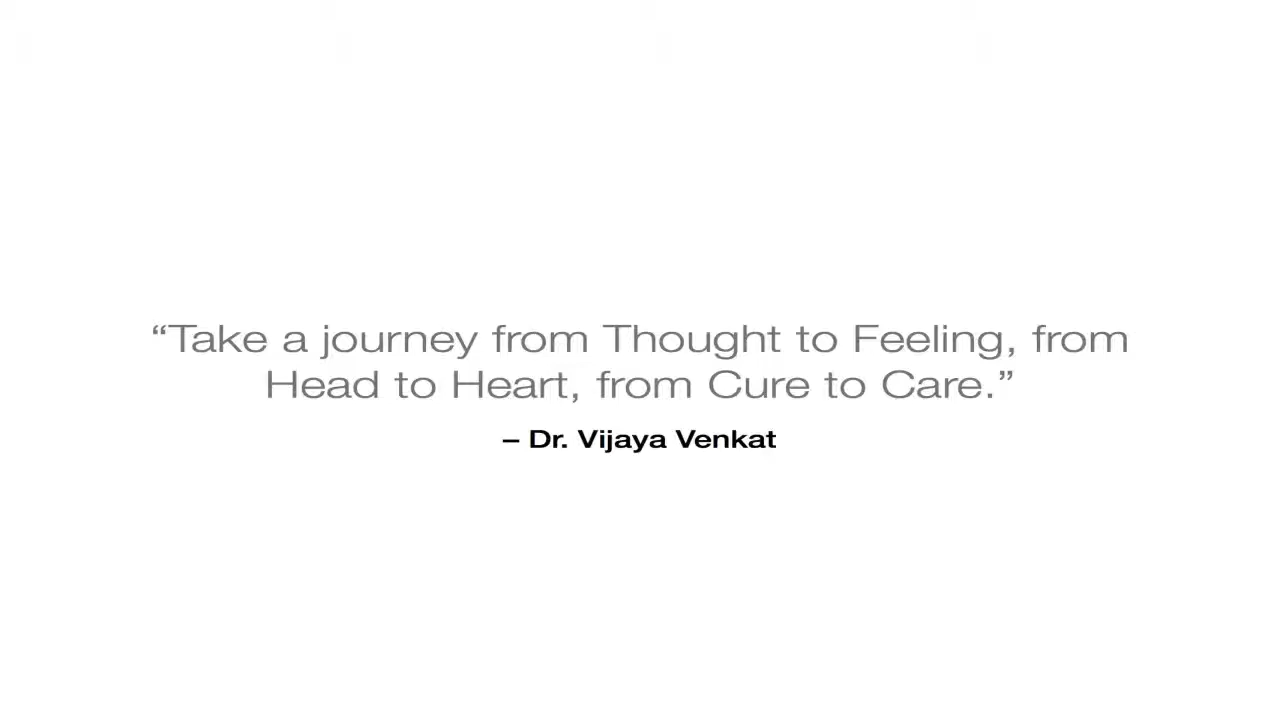 “Take a journey from Thought to Feeling, from
Head to Heart, from Cure to Care.”
– Dr. Vijaya Venkat